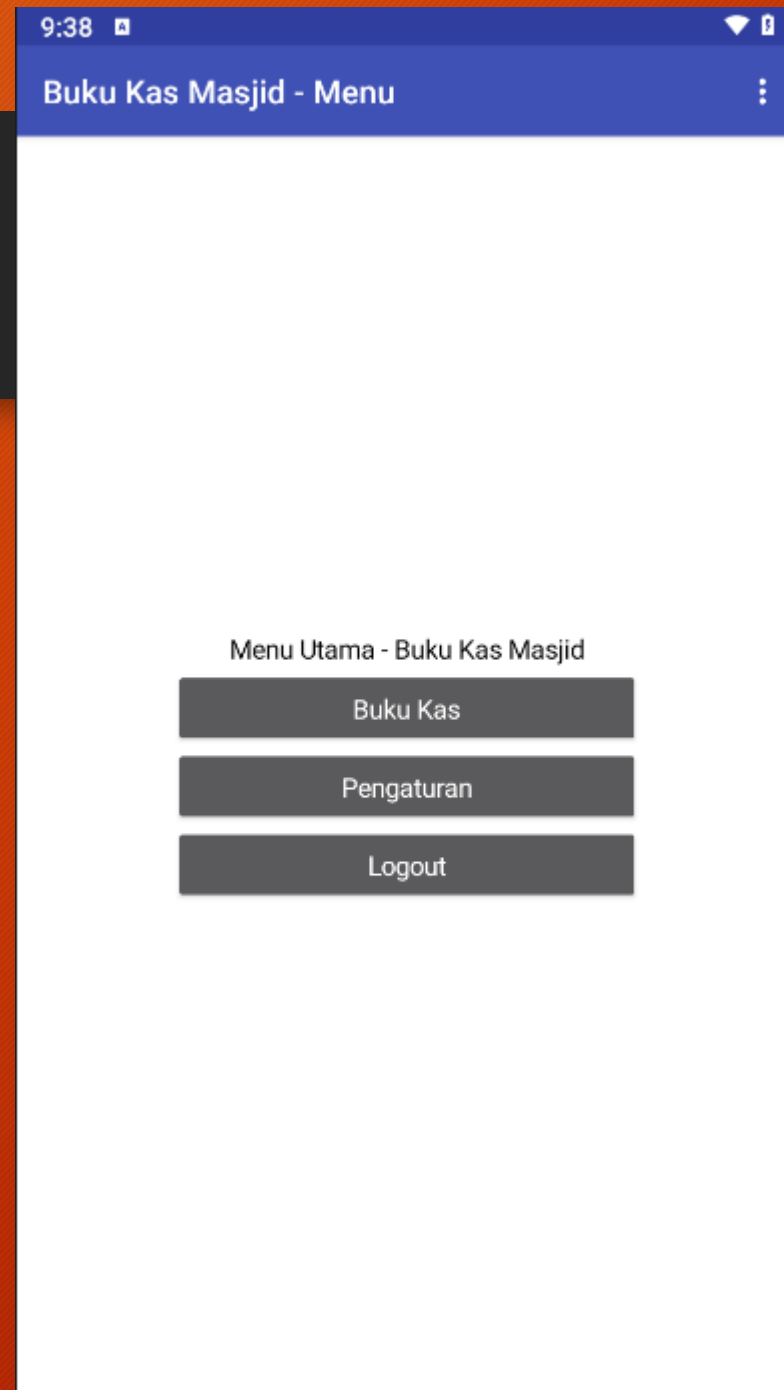 9:38
Buku Kas Masjid - Menu
Menu Utama - Buku Kas Masjid
Buku Kas
Pengaturan
Logout